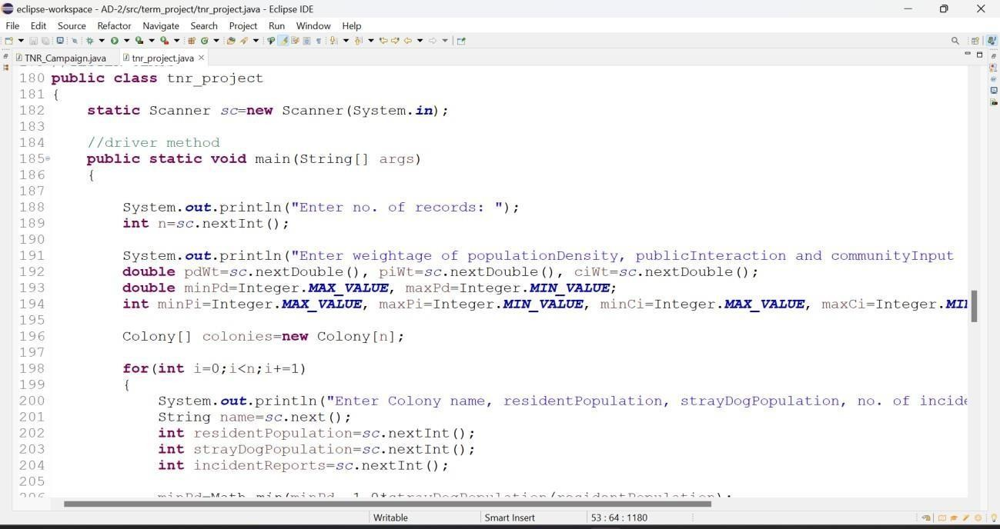 eclipse-workspace - AD-2/src/term_project/tnr_project.java - Eclipse IDE
File Edit Source Refactor Navigate Search Project Run Window Help
TNR_Campaign.java tnr_project.java
180 public class tnr_project
181 {
182 static Scanner sc=new Scanner(System.in);
183
184 //driver method
185 public static void main(String[] args)
186 {
187
188 System.out.println("Enter no. of records: ");
189 int n=sc.nextInt();
190
191 System.out.println("Enter weightage of populationDensity, publicInteraction and communityInput
192 double pdWt=sc.nextDouble(), piWt=sc.nextDouble(), ciWt=sc.nextDouble();
193 double minPd=Integer.MAX_VALUE, maxPd=Integer.MIN_VALUE;
194 int minPi=Integer.MAX_VALUE, maxPi=Integer.MIN_VALUE, minCi=Integer.MAX_VALUE, maxCi=Integer.MI
195
196 Colony[] colonies=new Colony[n];
197
198 for(int i=0;i<n;i+=1)
199 {
200 System.out.println("Enter Colony name, residentPopulation, strayDogPopulation, no. of incide
201 String name=sc.next();
202 int residentPopulation=sc.nextInt();
203 int strayDogPopulation=sc.nextInt();
204 int incidentReports=sc.nextInt();
205
206 minPd=Math.min(minPd, 1.0*strayDogPopulation/residentPopulation);
Writable Smart Insert 53 : 64 : 1180